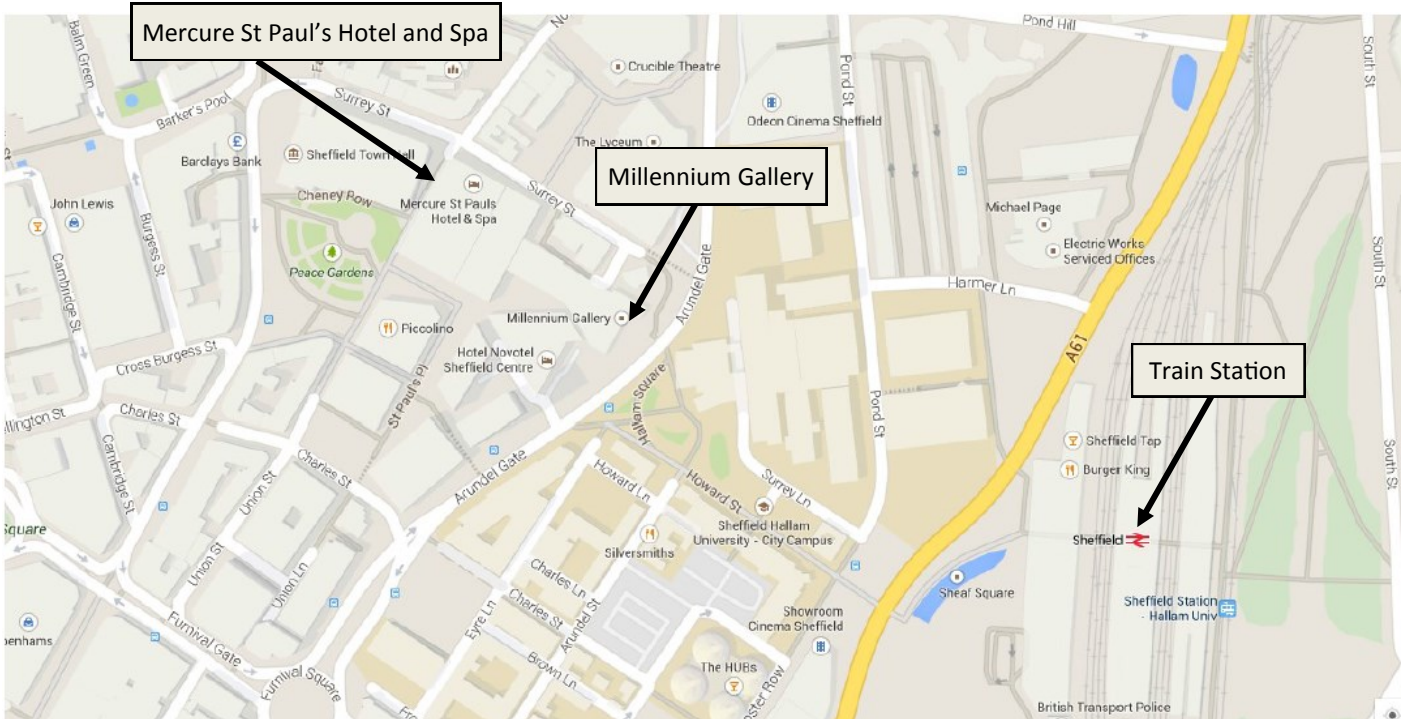 Mercure St Paul's Hotel and Spa
Millennium Gallery
Train Station
Pond Hill
South St
Balm Green
Barker's Pool
Surrey St
Crucible Theatre
Pond St
Odeon Cinema Sheffield
Barclays Bank
Sheffield Town Hall
The Lyceum
Cheney Row
Mercure St Pauls
Hotel & Spa
Surrey St
John Lewis
Burgess St
Cambridge St
Peace Gardens
Michael Page
Electric Works
Serviced Offices
South St
Harmer Ln
Arundel Gate
Millennium Gallery
Piccolino
Hotel Novotel
Sheffield Centre
A61
Cross Burgess St
St Paul's Pl
Hallam Square
Pond St
Charles St
Cambridge St
Union St
Charles St
Arundel Gate
Howard Ln
Howard St
Surrey Ln
Sheffield Tap
Burger King
South St
Sheffield Hallam
University - City Campus
Silversmiths
Sheffield
Square
Union St
Union Ln
Charles Ln
Charles St
Eyre Ln
Arundel St
Sheaf Square
Showroom
Cinema Sheffield
Sheffield Station
- Hallam Univ
Furnival Gate
Furnival Square
Brown Ln
The HUBs
British Transport Police